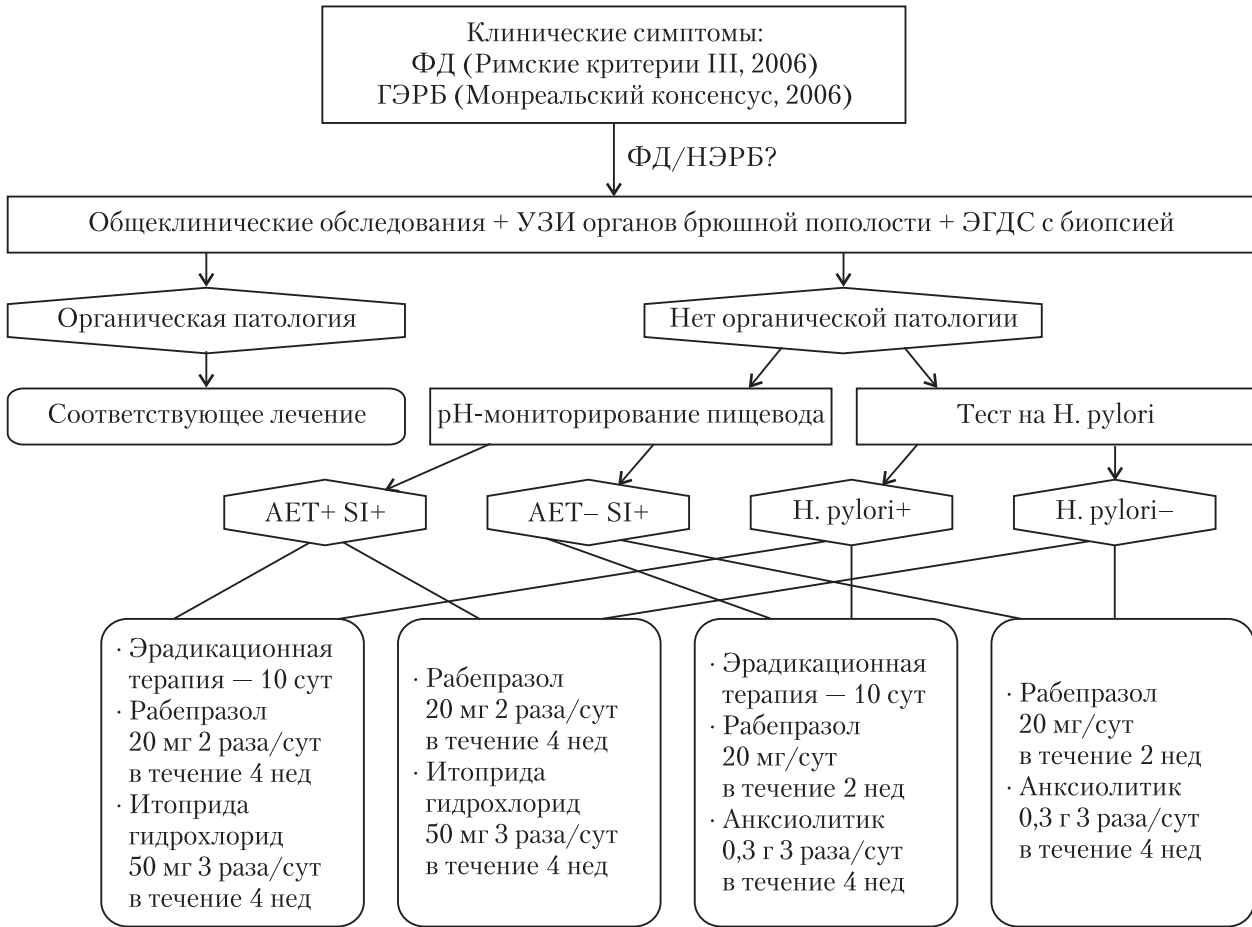 Клинические симптомы:
ФД (Римские критерии III, 2006)
ГЭРБ (Монреальский консенсус, 2006)
ФД/НЭРБ?
Общеклинические обследования + УЗИ органов брюшной пополости + ЭГДС с биопсией
Органическая патология
Нет органической патологии
Соответствующее лечение
pH-мониторирование пищевода
Тест на H. pylori
AET+ SI+
AET– SI+
H. pylori+
H. pylori–
· Эрадикационная
терапия — 10 сут
· Рабепразол
20 мг 2 раза/сут
в течение 4 нед
· Итоприда
гидрохлорид
50 мг 3 раза/сут
в течение 4 нед
· Рабепразол
20 мг 2 раза/сут
в течение 4 нед
· Итоприда
гидрохлорид
50 мг 3 раза/сут
в течение 4 нед
· Эрадикационная
терапия — 10 сут
· Рабепразол
20 мг/сут
в течение 2 нед
· Анксиолитик
0,3 г 3 раза/сут
в течение 4 нед
· Рабепразол
20 мг/сут
в течение 2 нед
· Анксиолитик
0,3 г 3 раза/сут
в течение 4 нед